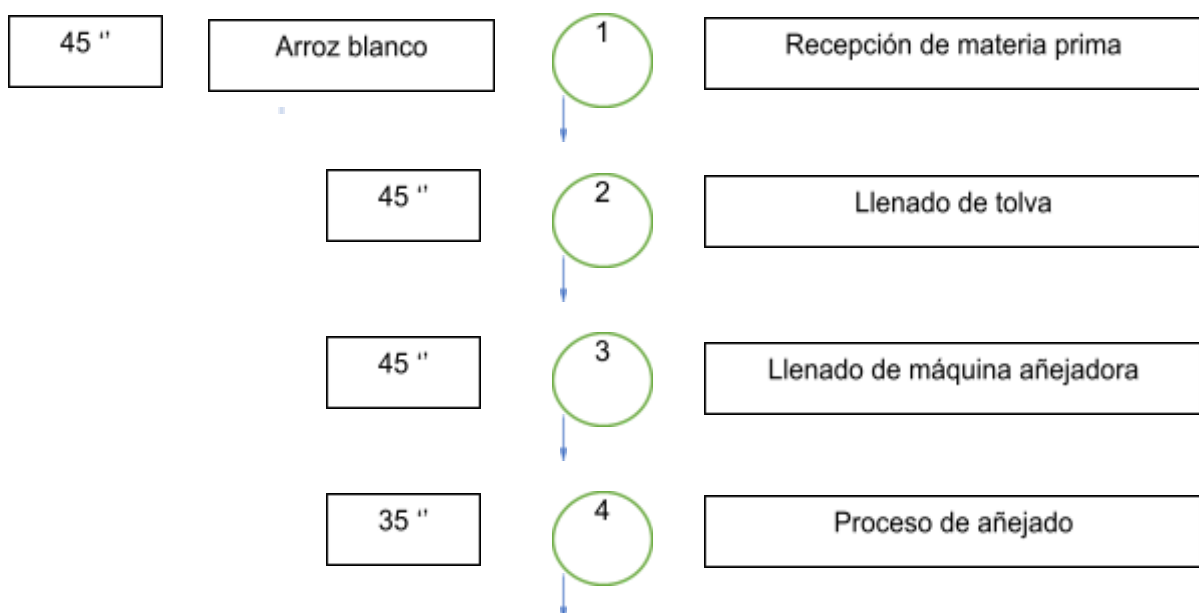 45 ‘’ Arroz blanco 1 Recepción de materia prima
45 ‘’ 2 Llenado de tolva
45 ‘’ 3 Llenado de máquina añejadora
35 ‘’ 4 Proceso de añejado